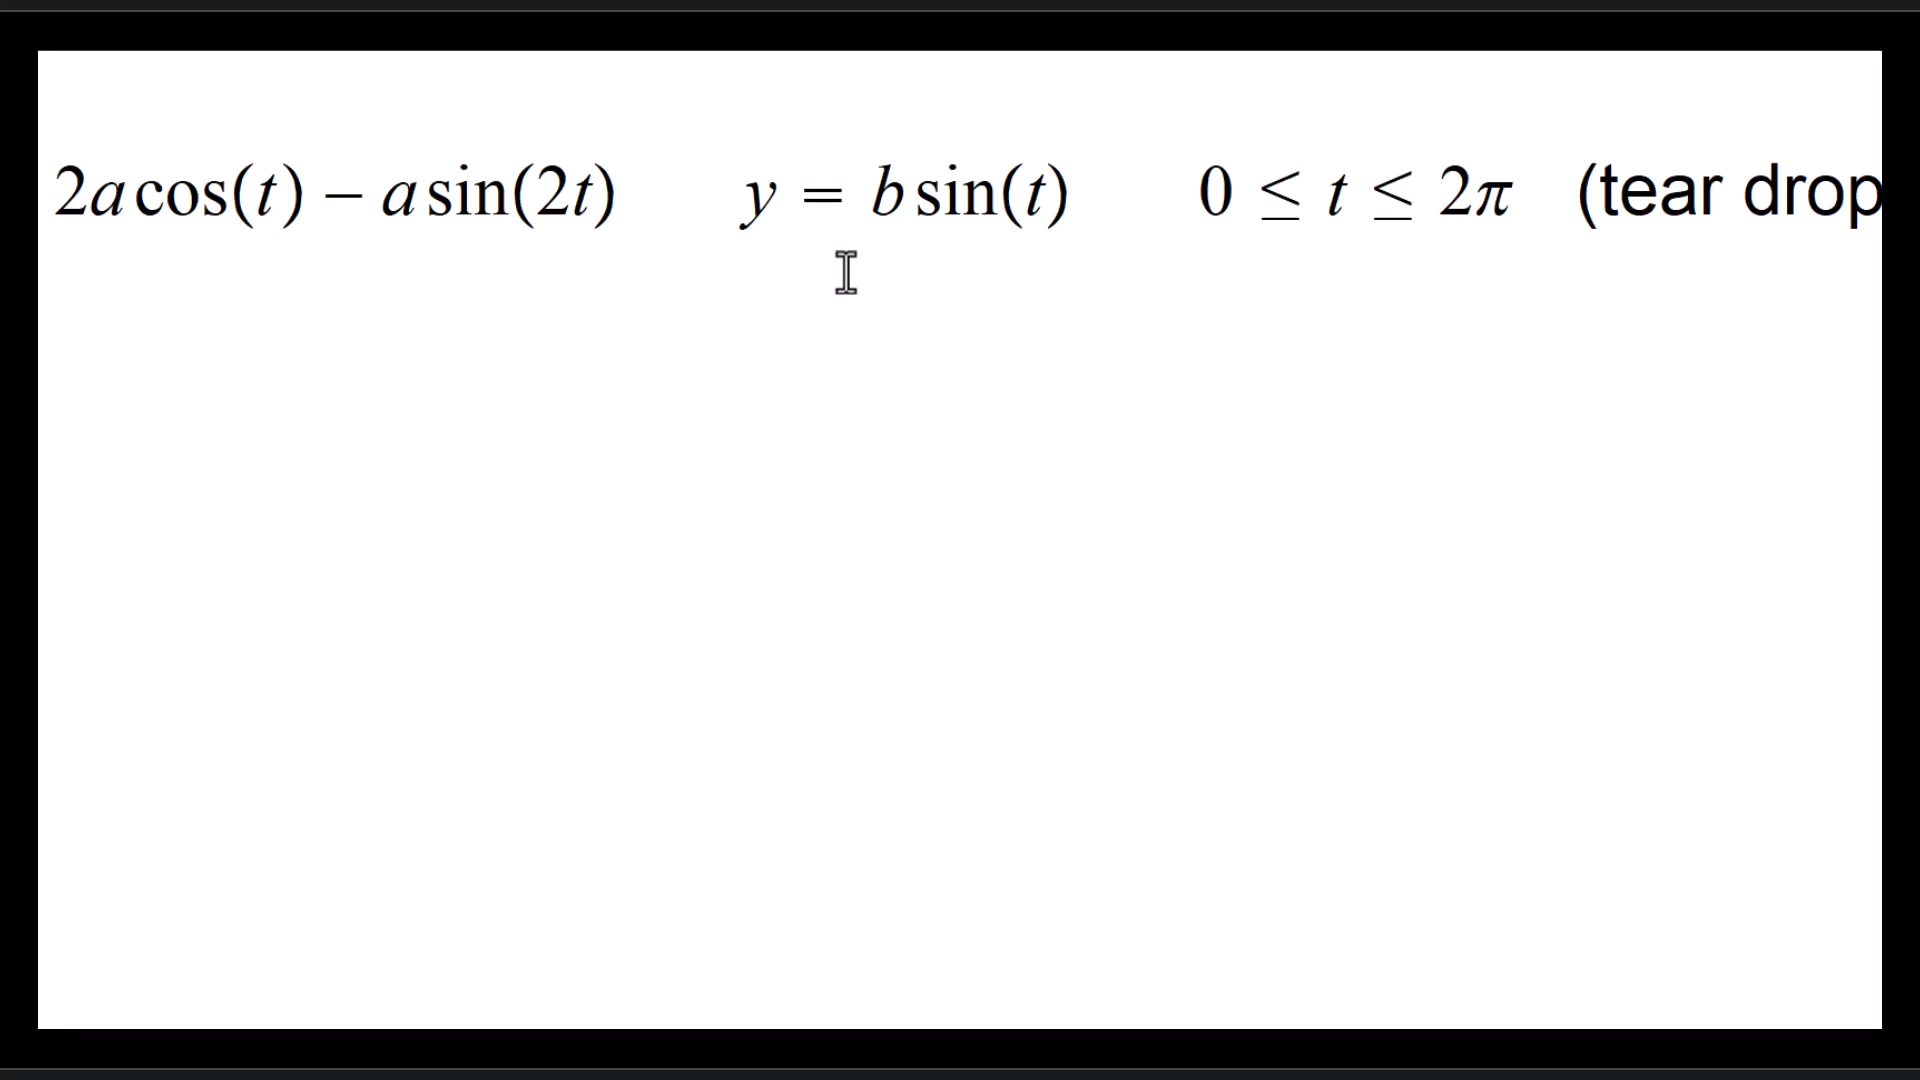 2a cos(t) – a sin(2t) y = b sin(t) 0 ≤ t ≤ 2π (tear drop